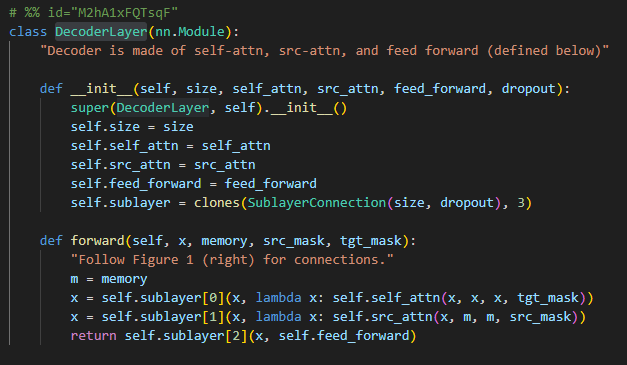 # %% id="M2hA1xFQTsqF"
class DecoderLayer(nn.Module):
    "Decoder is made of self-attn, src-attn, and feed forward (defined below)"

    def __init__(self, size, self_attn, src_attn, feed_forward, dropout):
        super(DecoderLayer, self).__init__()
        self.size = size
        self.self_attn = self_attn
        self.src_attn = src_attn
        self.feed_forward = feed_forward
        self.sublayer = clones(SublayerConnection(size, dropout), 3)

    def forward(self, x, memory, src_mask, tgt_mask):
        "Follow Figure 1 (right) for connections."
        m = memory
        x = self.sublayer[0](x, lambda x: self.self_attn(x, x, x, tgt_mask))
        x = self.sublayer[1](x, lambda x: self.src_attn(x, m, m, src_mask))
        return self.sublayer[2](x, self.feed_forward)